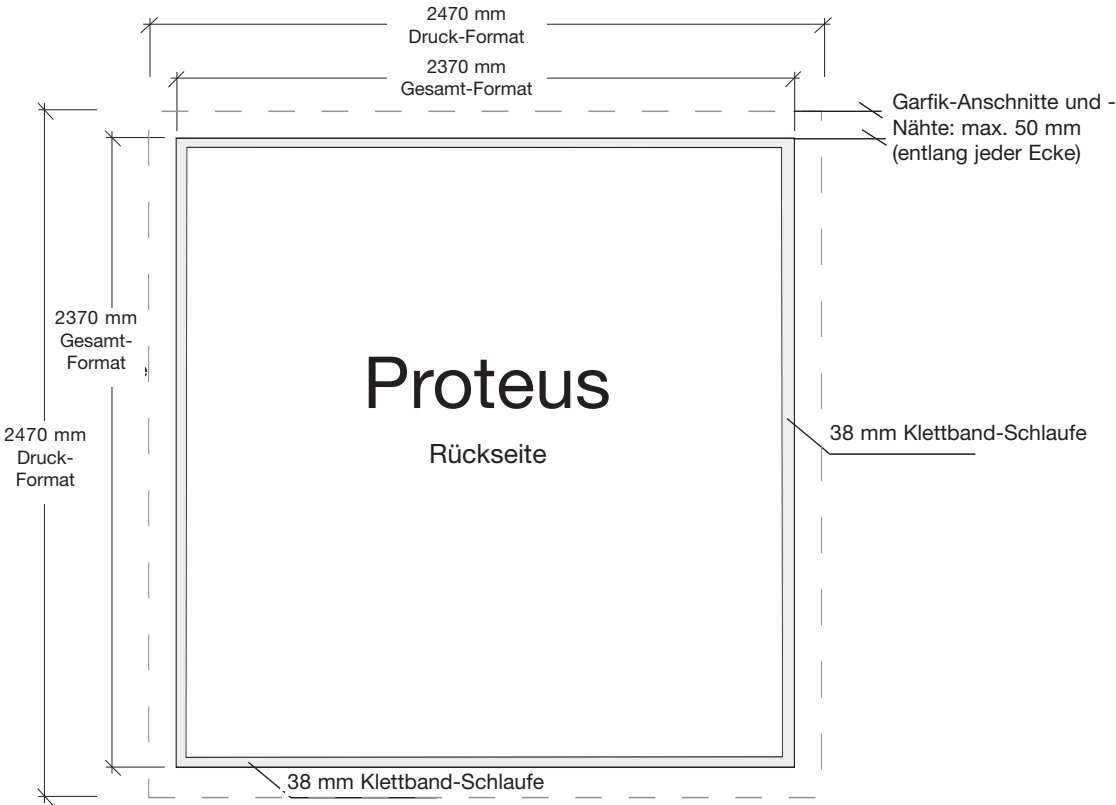 2470 mm
Druck-Format
2370 mm
Gesamt-Format
Garfik-Anschnitte und -
Nähte: max. 50 mm
(entlang jeder Ecke)
2370 mm
Gesamt-
Format
Proteus
Rückseite
2470 mm
Druck-
Format
38 mm Klettband-Schlaufe
38 mm Klettband-Schlaufe